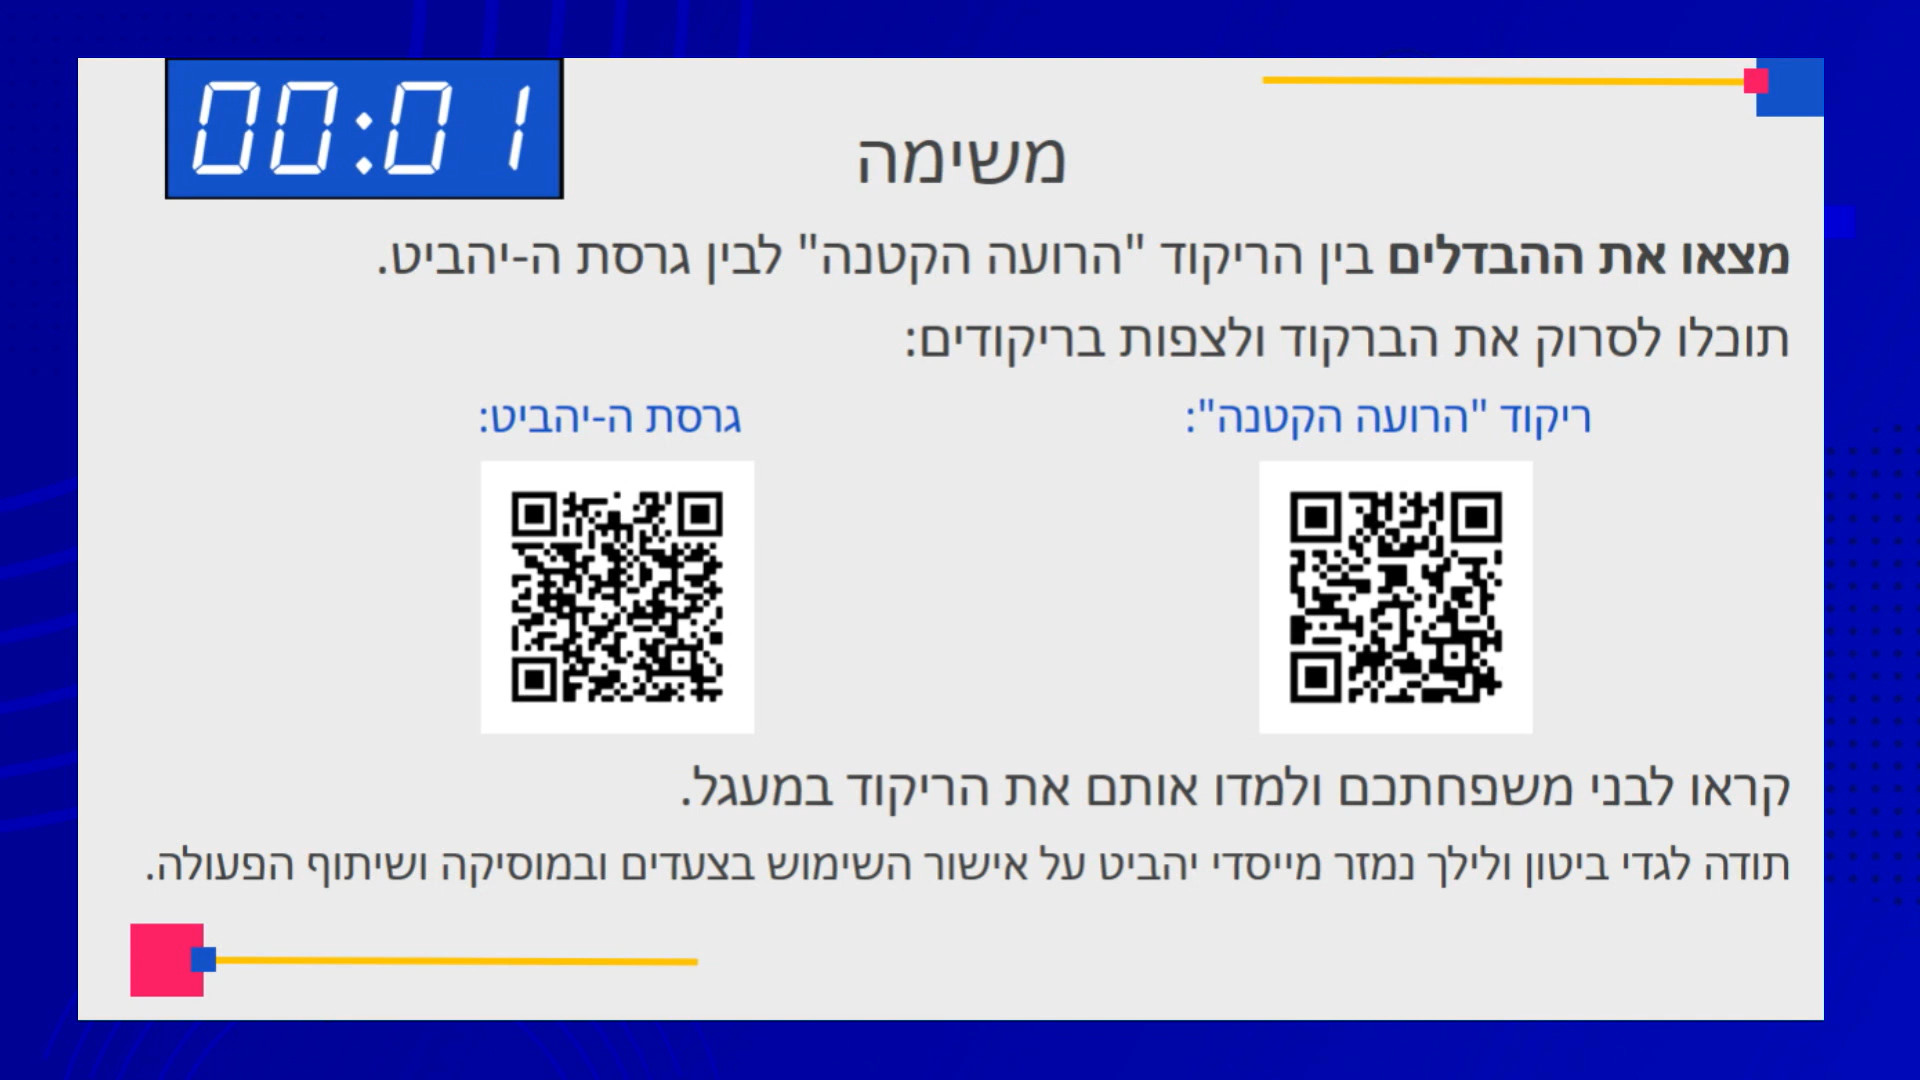 00:01
משימה
מצאו את ההבדלים בין הריקוד "הרועה הקטנה" לבין גרסת ה-יהביט.
תוכלו לסרוק את הברקוד ולצפות בריקודים:
ריקוד "הרועה הקטנה":
גרסת ה-יהביט:
קראו לבני משפחתכם ולמדו אותם את הריקוד במעגל.
תודה לגדי ביטון ולילך נמזר מייסדי יהביט על אישור השימוש בצעדים ובמוסיקה ושיתוף הפעולה.